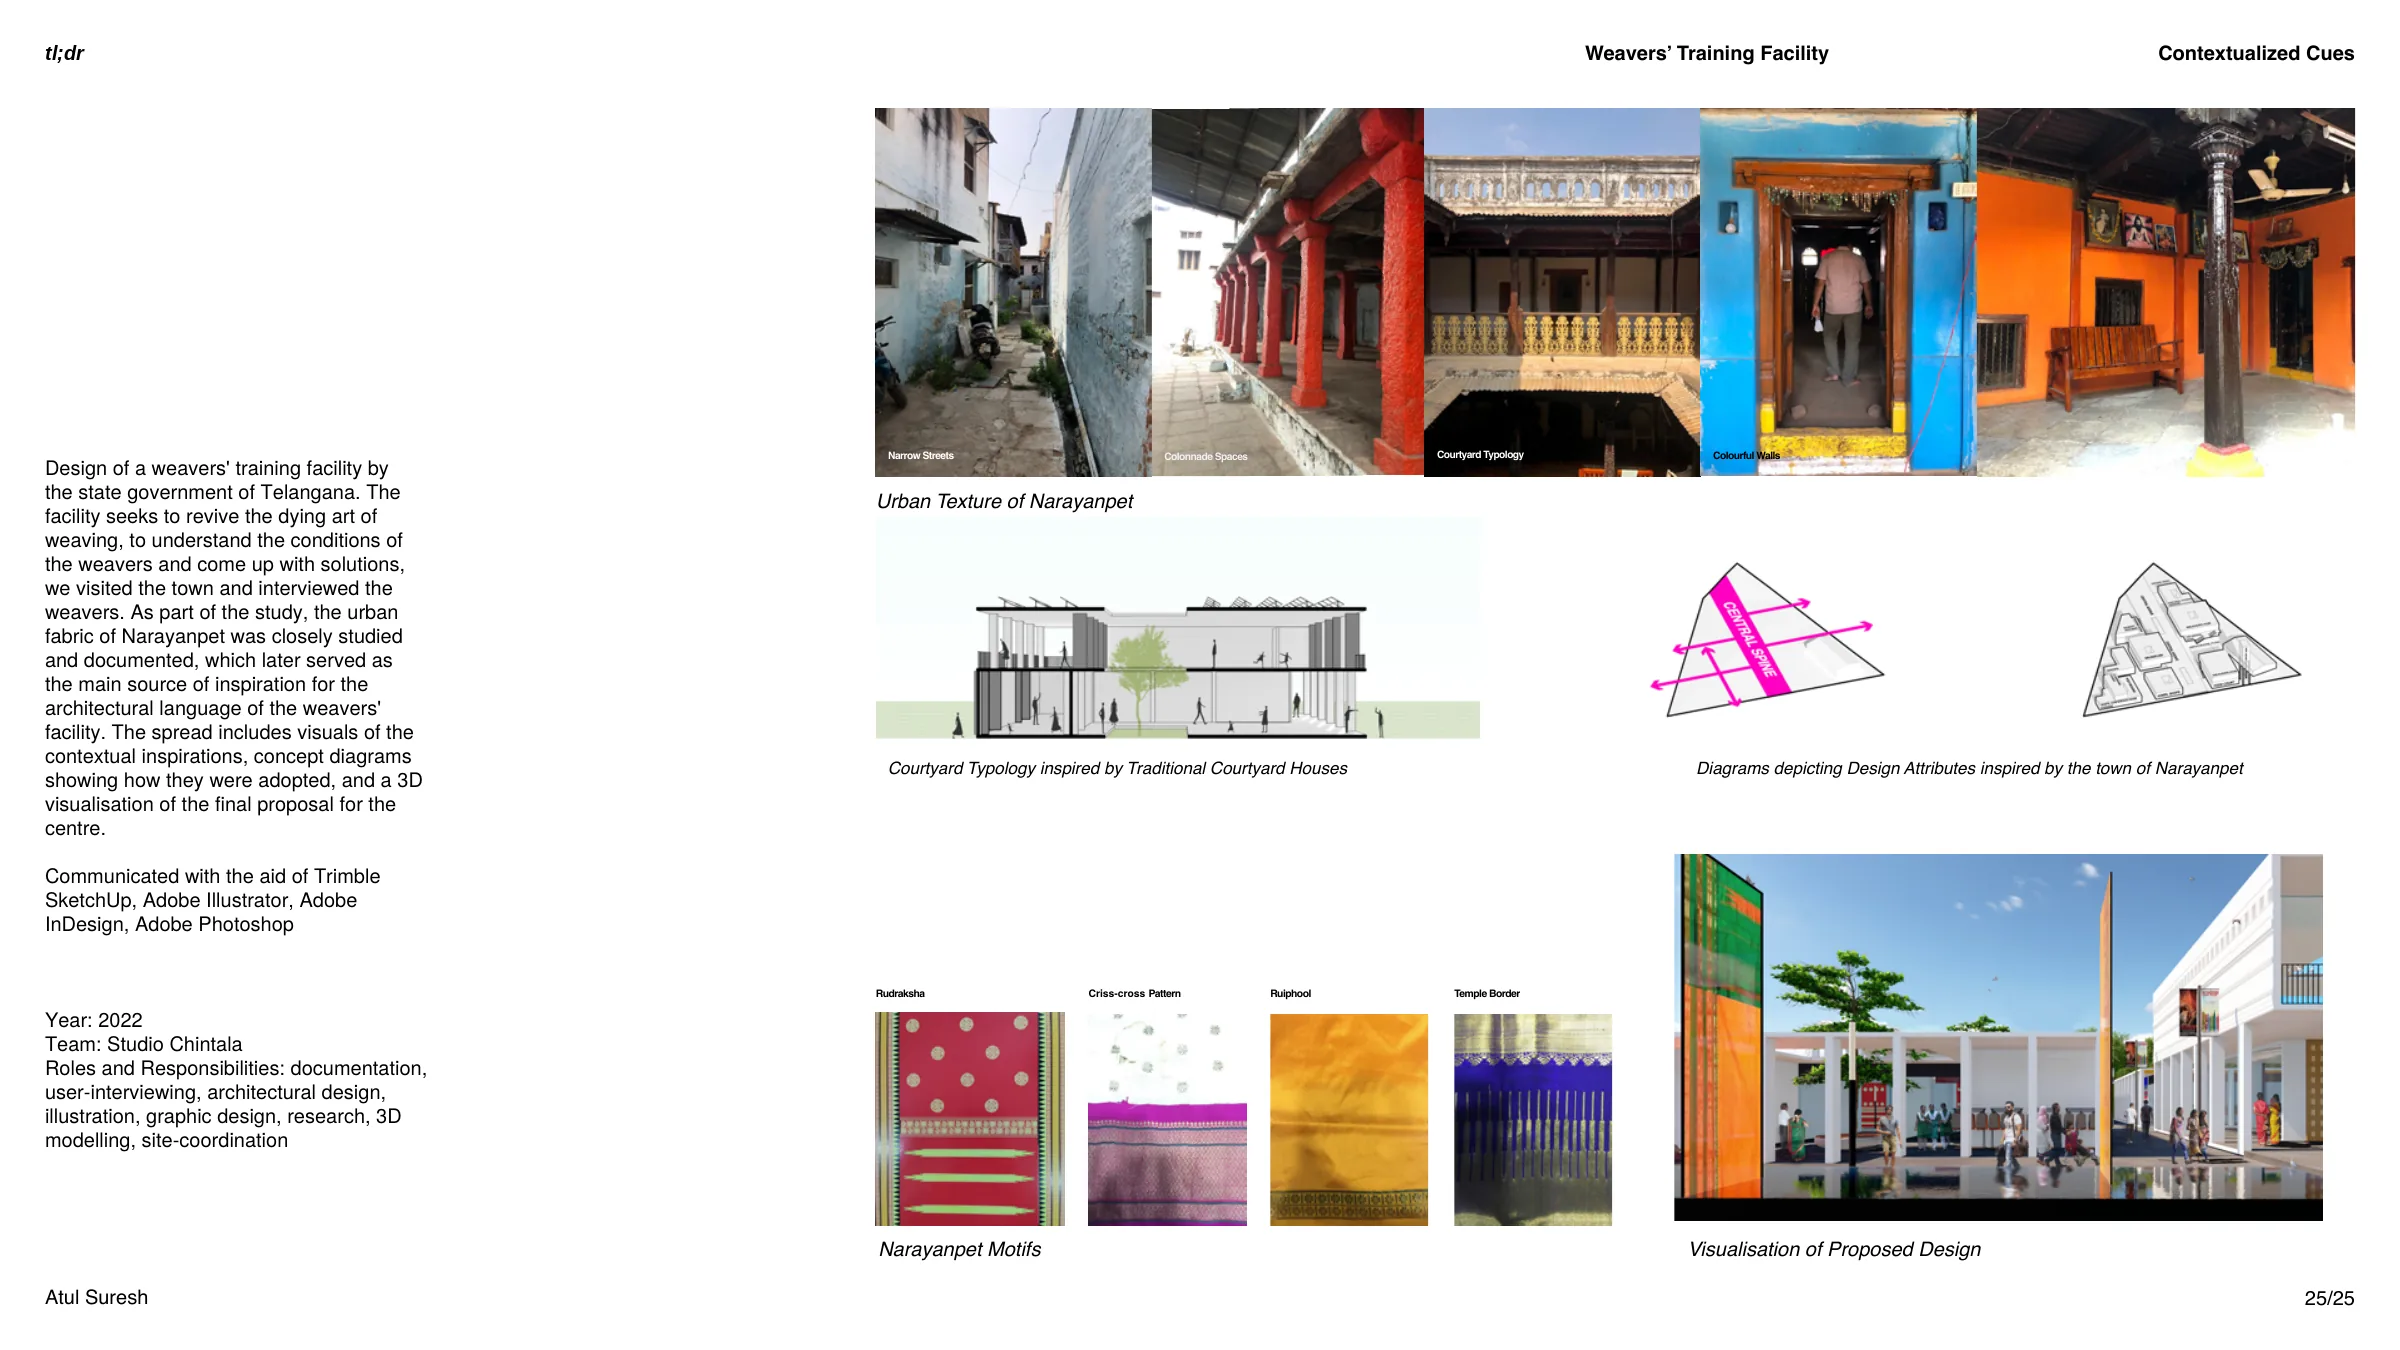 tl;dr
Weavers’ Training Facility
Contextualized Cues
Design of a weavers' training facility by
the state government of Telangana. The
facility seeks to revive the dying art of
weaving, to understand the conditions of
the weavers and come up with solutions,
we visited the town and interviewed the
weavers. As part of the study, the urban
fabric of Narayanpet was closely studied
and documented, which later served as
the main source of inspiration for the
architectural language of the weavers'
facility. The spread includes visuals of the
contextual inspirations, concept diagrams
showing how they were adopted, and a 3D
visualisation of the final proposal for the
centre.
Communicated with the aid of Trimble
SketchUp, Adobe Illustrator, Adobe
InDesign, Adobe Photoshop
Year: 2022
Team: Studio Chintala
Roles and Responsibilities: documentation,
user-interviewing, architectural design,
illustration, graphic design, research, 3D
modelling, site-coordination
Narrow Streets
Colonnade Spaces
Courtyard Typology
Colourful Walls
Urban Texture of Narayanpet
CENTRAL SPINE
Courtyard Typology inspired by Traditional Courtyard Houses
Diagrams depicting Design Attributes inspired by the town of Narayanpet
Rudraksha
Criss-cross Pattern
Ruiphool
Temple Border
Narayanpet Motifs
Visualisation of Proposed Design
Atul Suresh
25/25